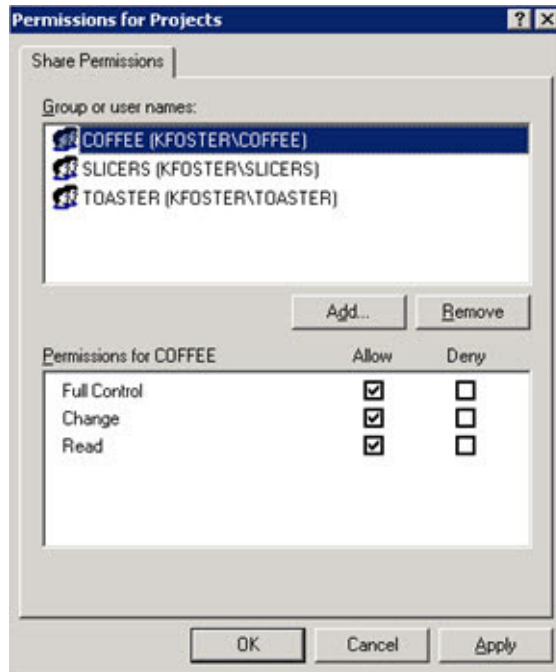 Permissions for Projects
Share Permissions
Group or user names:
COFFEE (KFOSTER\COFFEE)
SLICERS (KFOSTER\SLICERS)
TOASTER (KFOSTER\TOASTER)
Add... Remove
Permissions for COFFEE Allow Deny
Full Control
Change
Read
OK Cancel Apply